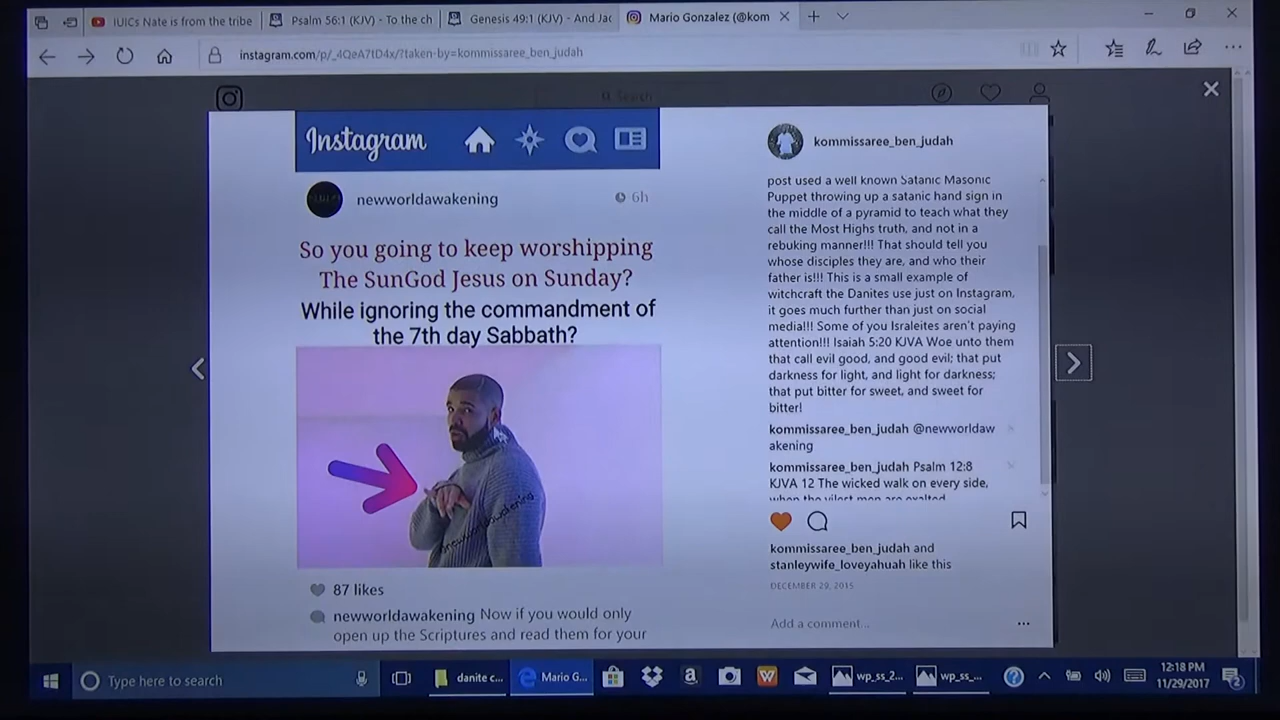 IUICs Nate is from the tribe
Psalm 56:1 (KJV) - To the ch
Genesis 49:1 (KJV) - And Jac
Mario Gonzalez (@kom
instagram.com/p/_4QeA7tD4x/?taken-by=kommissaree_ben_judah
Search
Instagram
newworldawakening
6h
So you going to keep worshipping
The SunGod Jesus on Sunday?
While ignoring the commandment of
the 7th day Sabbath?
newworldawakening
87 likes
newworldawakening Now if you would only
open up the Scriptures and read them for your
kommissaree_ben_judah
post used a well known Satanic Masonic
Puppet throwing up a satanic hand sign in
the middle of a pyramid to teach what they
call the Most Highs truth, and not in a
rebuking manner!!! That should tell you
whose disciples they are, and who their
father is!!! This is a small example of
witchcraft the Danites use just on Instagram,
it goes much further than just on social
media!!! Some of you Israleites aren't paying
attention!!! Isaiah 5:20 KJVA Woe unto them
that call evil good, and good evil; that put
darkness for light, and light for darkness;
that put bitter for sweet, and sweet for
bitter!
kommissaree_ben_judah @newworldaw
akening
kommissaree_ben_judah Psalm 12:8
KJVA 12 The wicked walk on every side,
when the vilest men are exalted
kommissaree_ben_judah and
stanleywife_loveyahuah like this
DECEMBER 29, 2015
Add a comment...
Type here to search
danite c...
Mario G...
wp_ss_2...
wp_ss_...
12:18 PM
11/29/2017
2